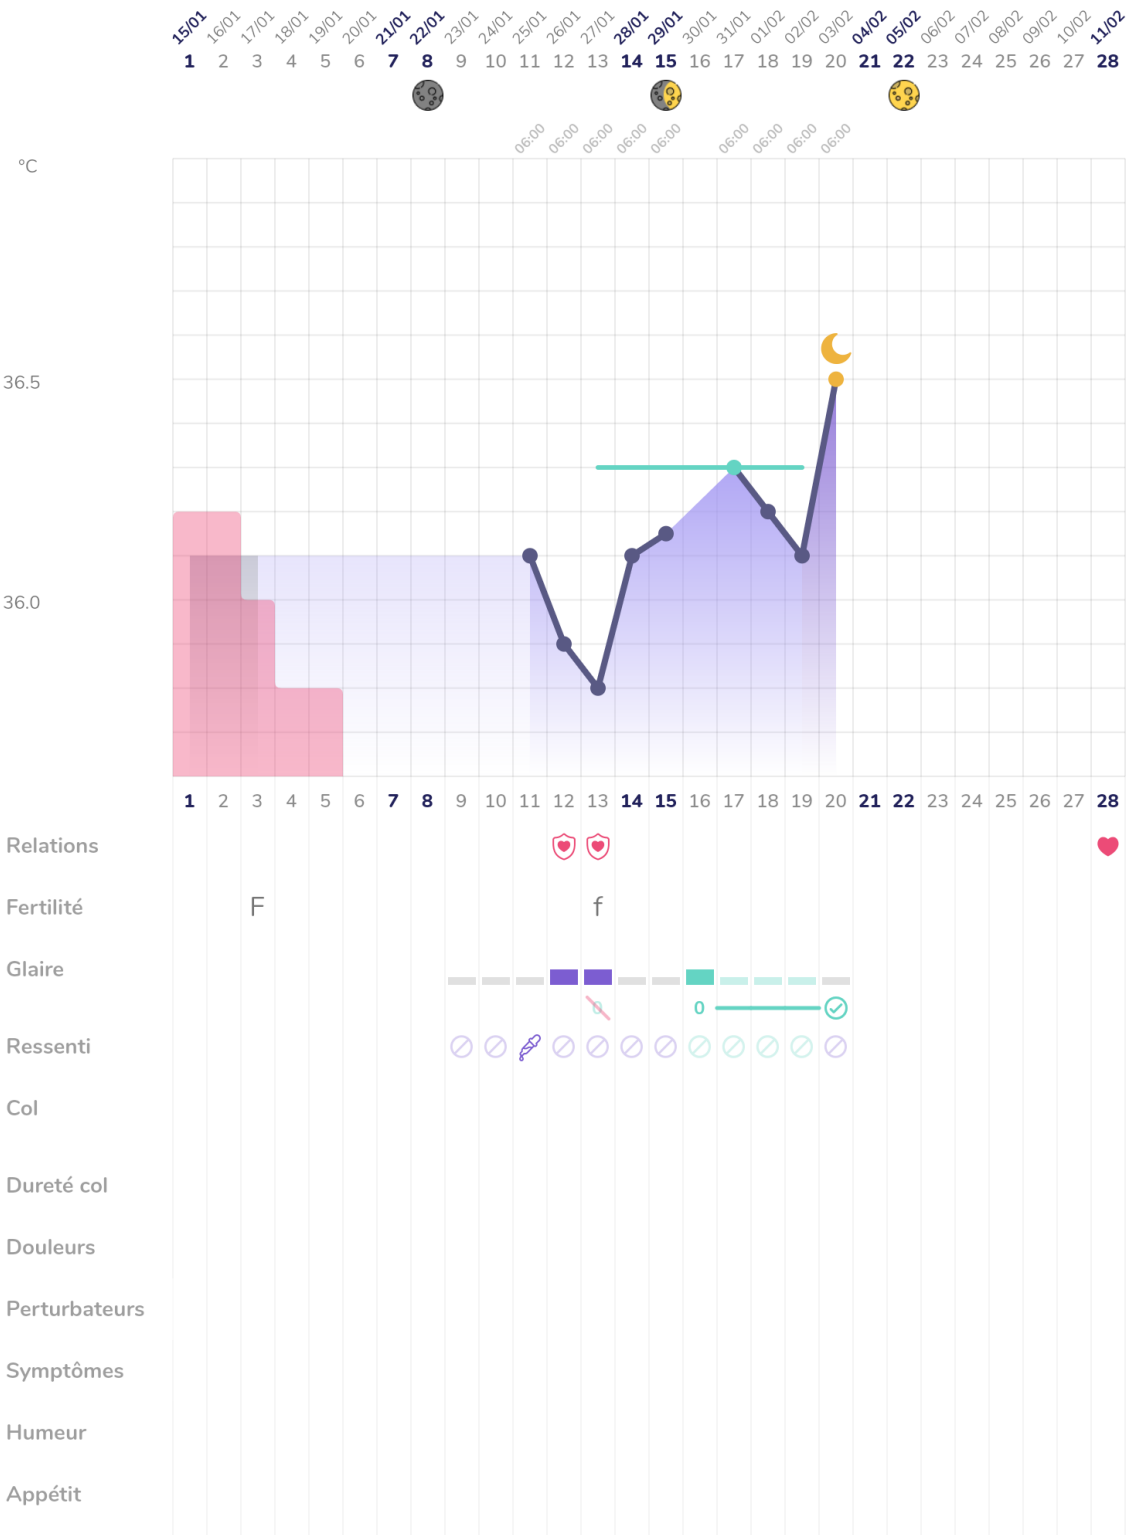 15/01 16/01 17/01 18/01 19/01 20/01 21/01 22/01 23/01 24/01 25/01 26/01 27/01 28/01 29/01 30/01 31/01 01/02 02/02 03/02 04/02 05/02 06/02 07/02 08/02 09/02 10/02 11/02
1 2 3 4 5 6 7 8 9 10 11 12 13 14 15 16 17 18 19 20 21 22 23 24 25 26 27 28
06:00 06:00 06:00 06:00 06:00 06:00 06:00 06:00 06:00
°C
36.5
36.0
1 2 3 4 5 6 7 8 9 10 11 12 13 14 15 16 17 18 19 20 21 22 23 24 25 26 27 28
Relations
Fertilité F f
Glaire
0 0
Ressenti
Col
Dureté col
Douleurs
Perturbateurs
Symptômes
Humeur
Appétit